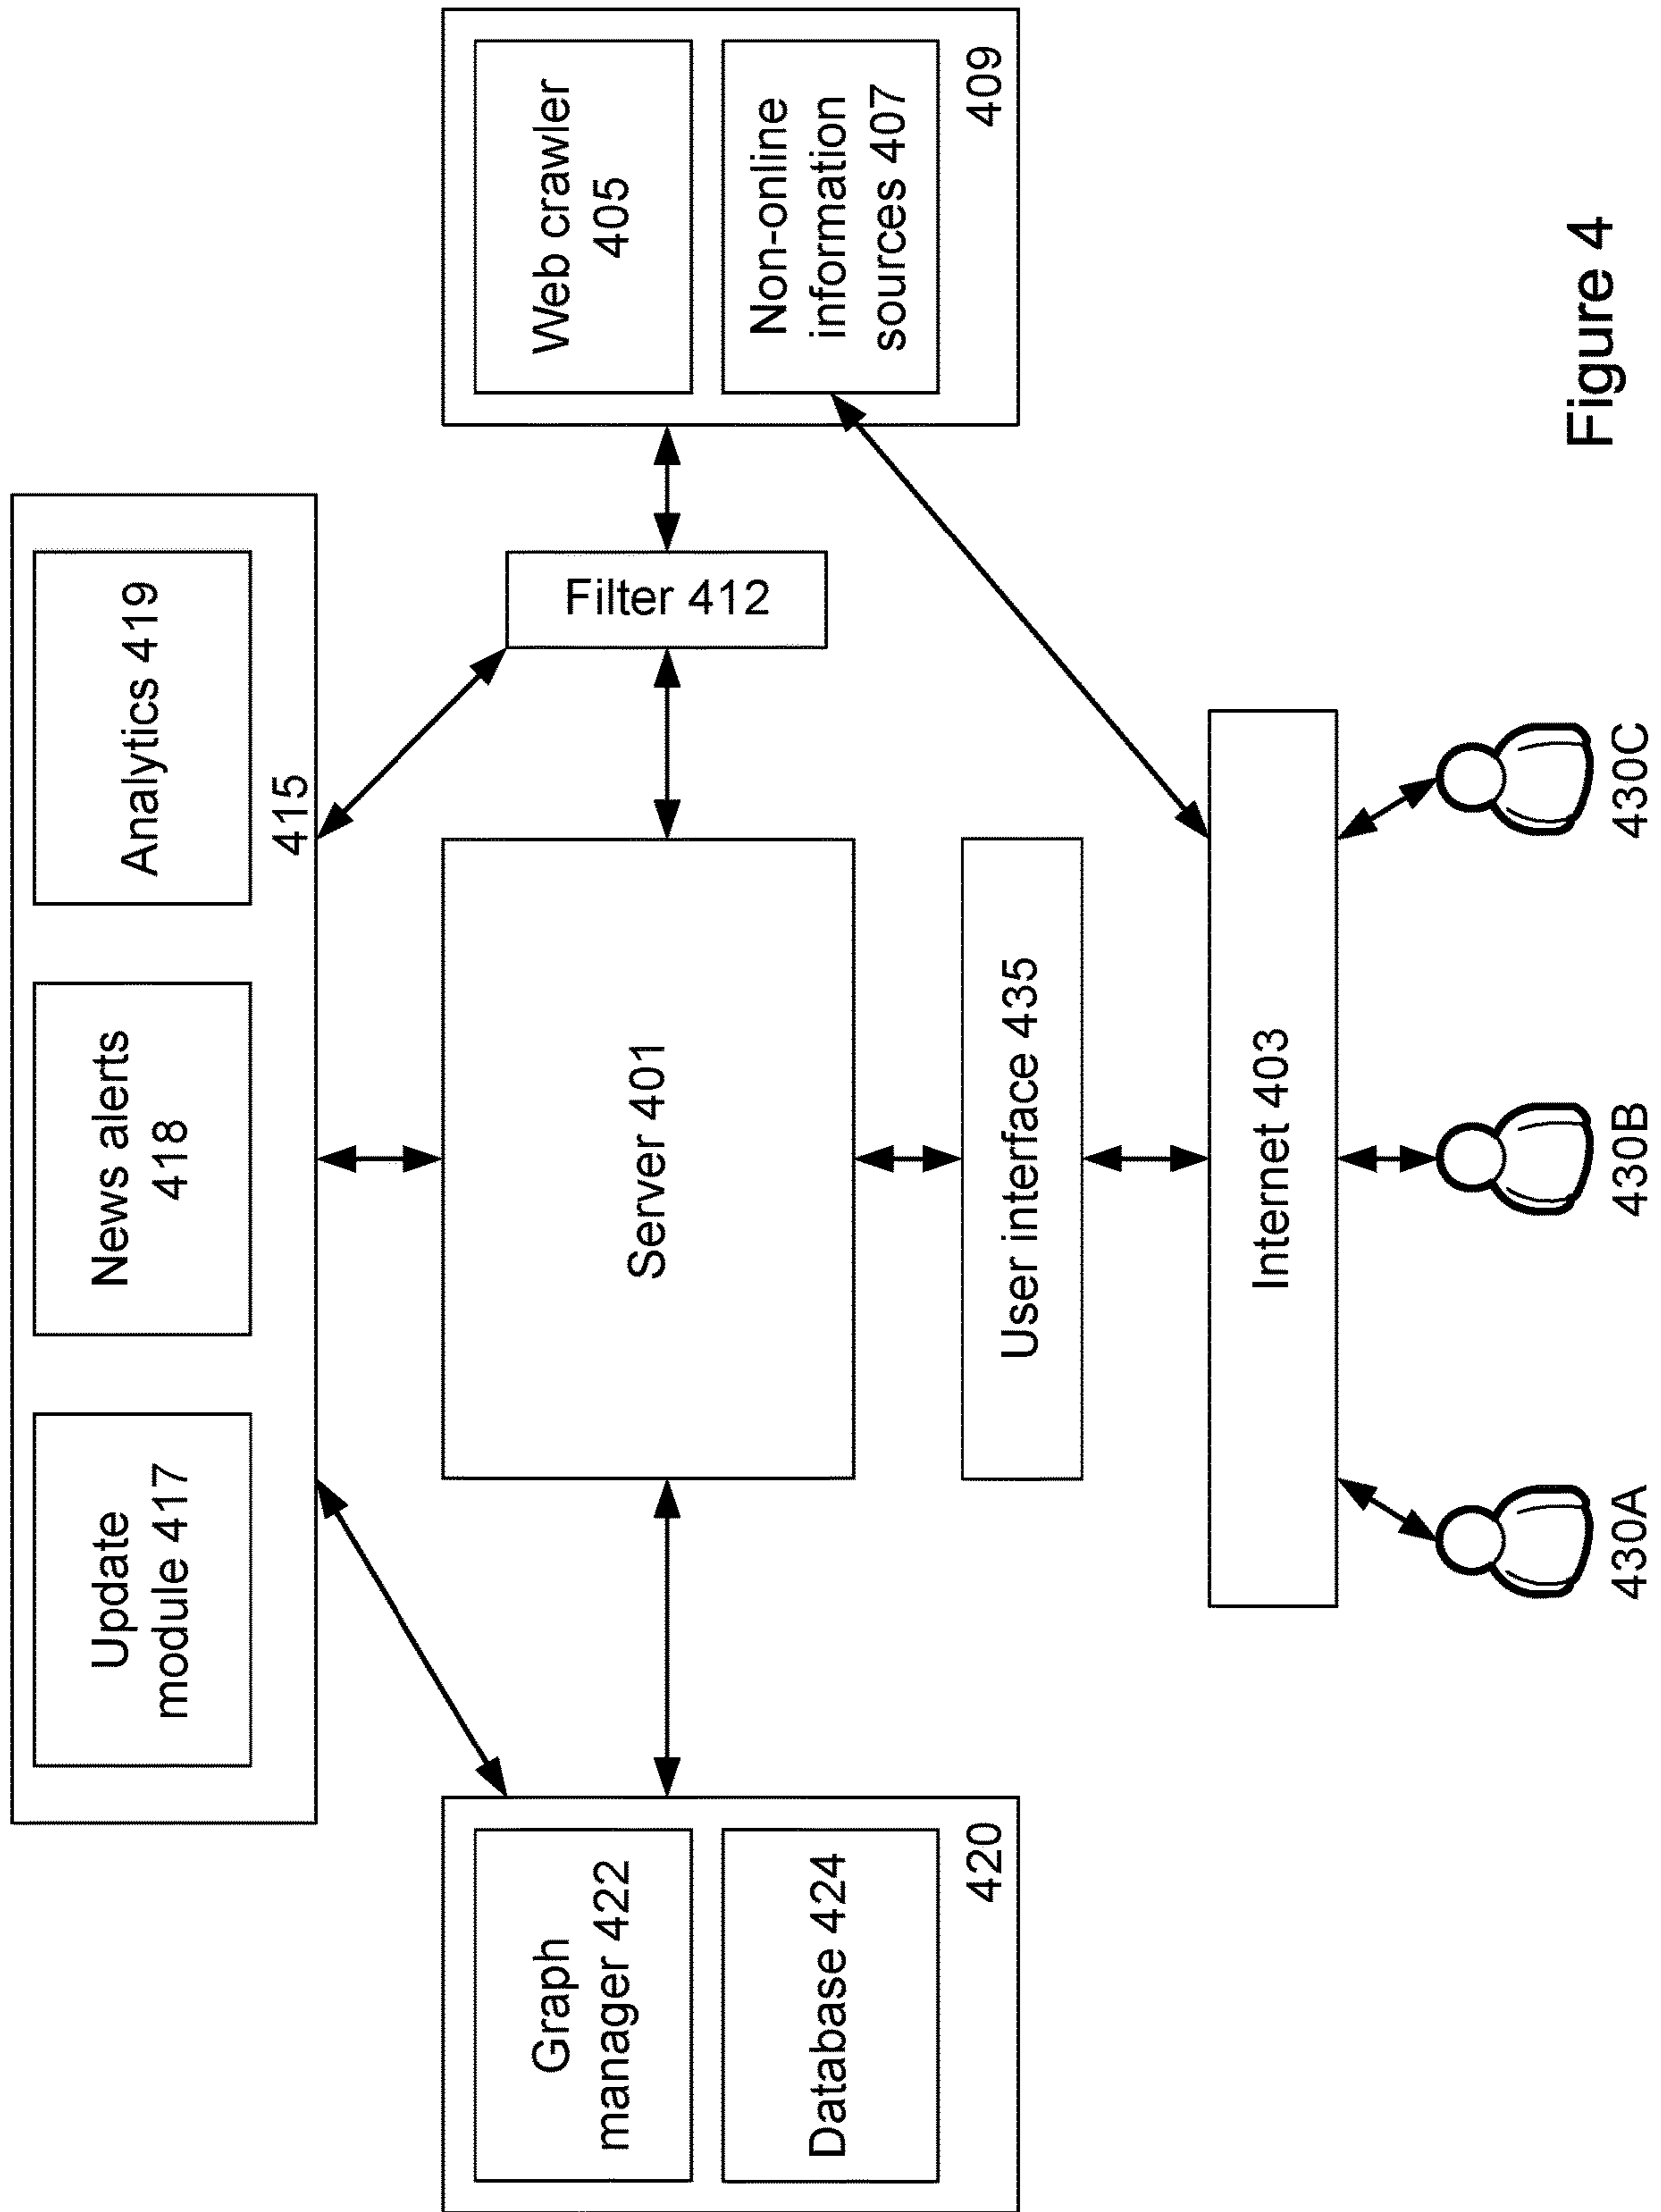 Update
module 417
News alerts
418
Analytics 419
415
Graph
manager 422
Database 424
420
Server 401
Filter 412
Web crawler
405
Non-online
information
sources 407
409
User interface 435
Internet 403
430A
430B
430C
Figure 4